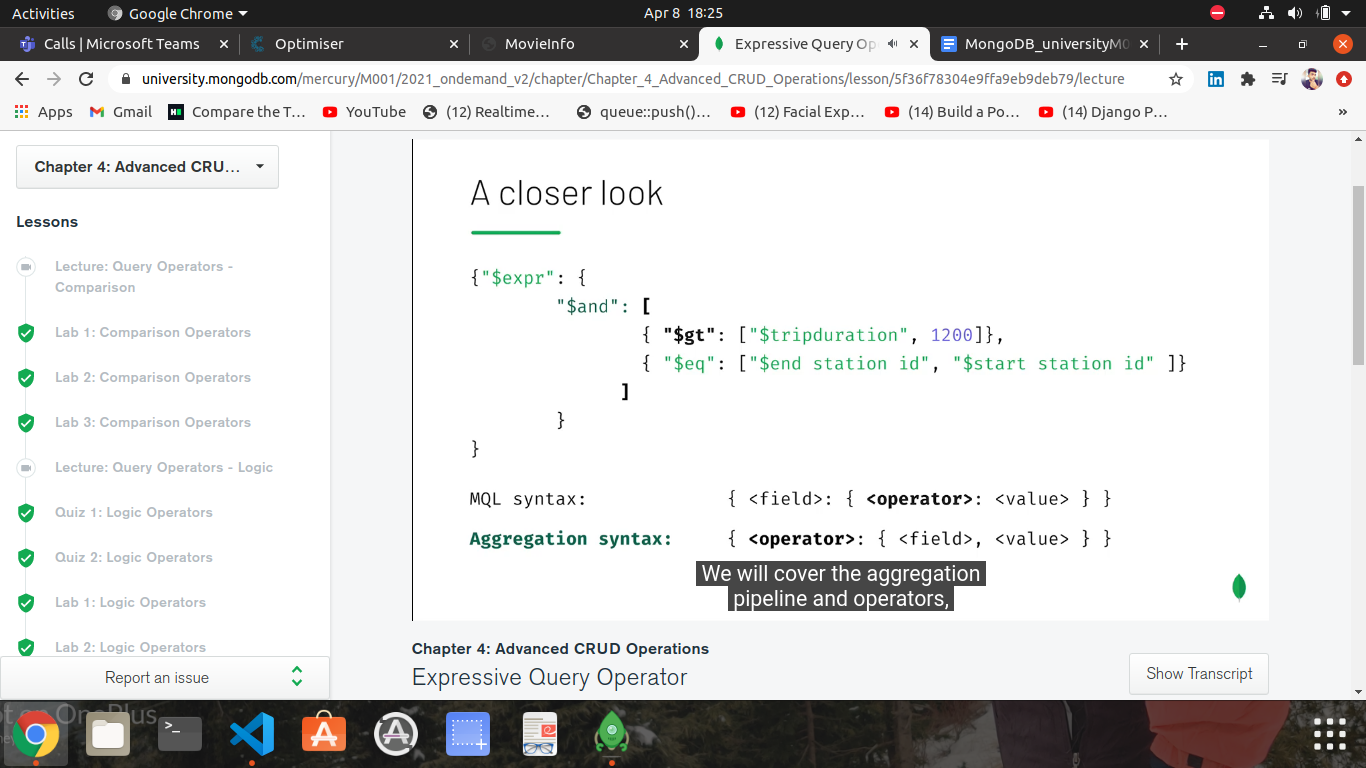 Activities
Google Chrome
Apr 8 18:25
Calls | Microsoft Teams
Optimiser
MovieInfo
Expressive Query Op
MongoDB_universityM0
university.mongodb.com/mercury/M001/2021_ondemand_v2/chapter/Chapter_4_Advanced_CRUD_Operations/lesson/5f36f78304e9ffa9eb9deb79/lecture
Apps
Gmail
Compare the T...
YouTube
(12) Realtime...
queue::push()...
(12) Facial Exp...
(14) Build a Po...
(14) Django P...
»
Chapter 4: Advanced CRU...
Lessons
Lecture: Query Operators -
Comparison
Lab 1: Comparison Operators
Lab 2: Comparison Operators
Lab 3: Comparison Operators
Lecture: Query Operators - Logic
Quiz 1: Logic Operators
Quiz 2: Logic Operators
Lab 1: Logic Operators
Lab 2: Logic Operators
Report an issue
A closer look
{"$expr": {
"$and": [
{ "$gt": ["$tripduration", 1200]},
{ "$eq": ["$end station id", "$start station id" ]}
]
}
}
MQL syntax: { <field>: { <operator>: <value> } }
Aggregation syntax: { <operator>: { <field>, <value> } }
We will cover the aggregation
pipeline and operators,
Chapter 4: Advanced CRUD Operations
Expressive Query Operator
Show Transcript
on OnePlus